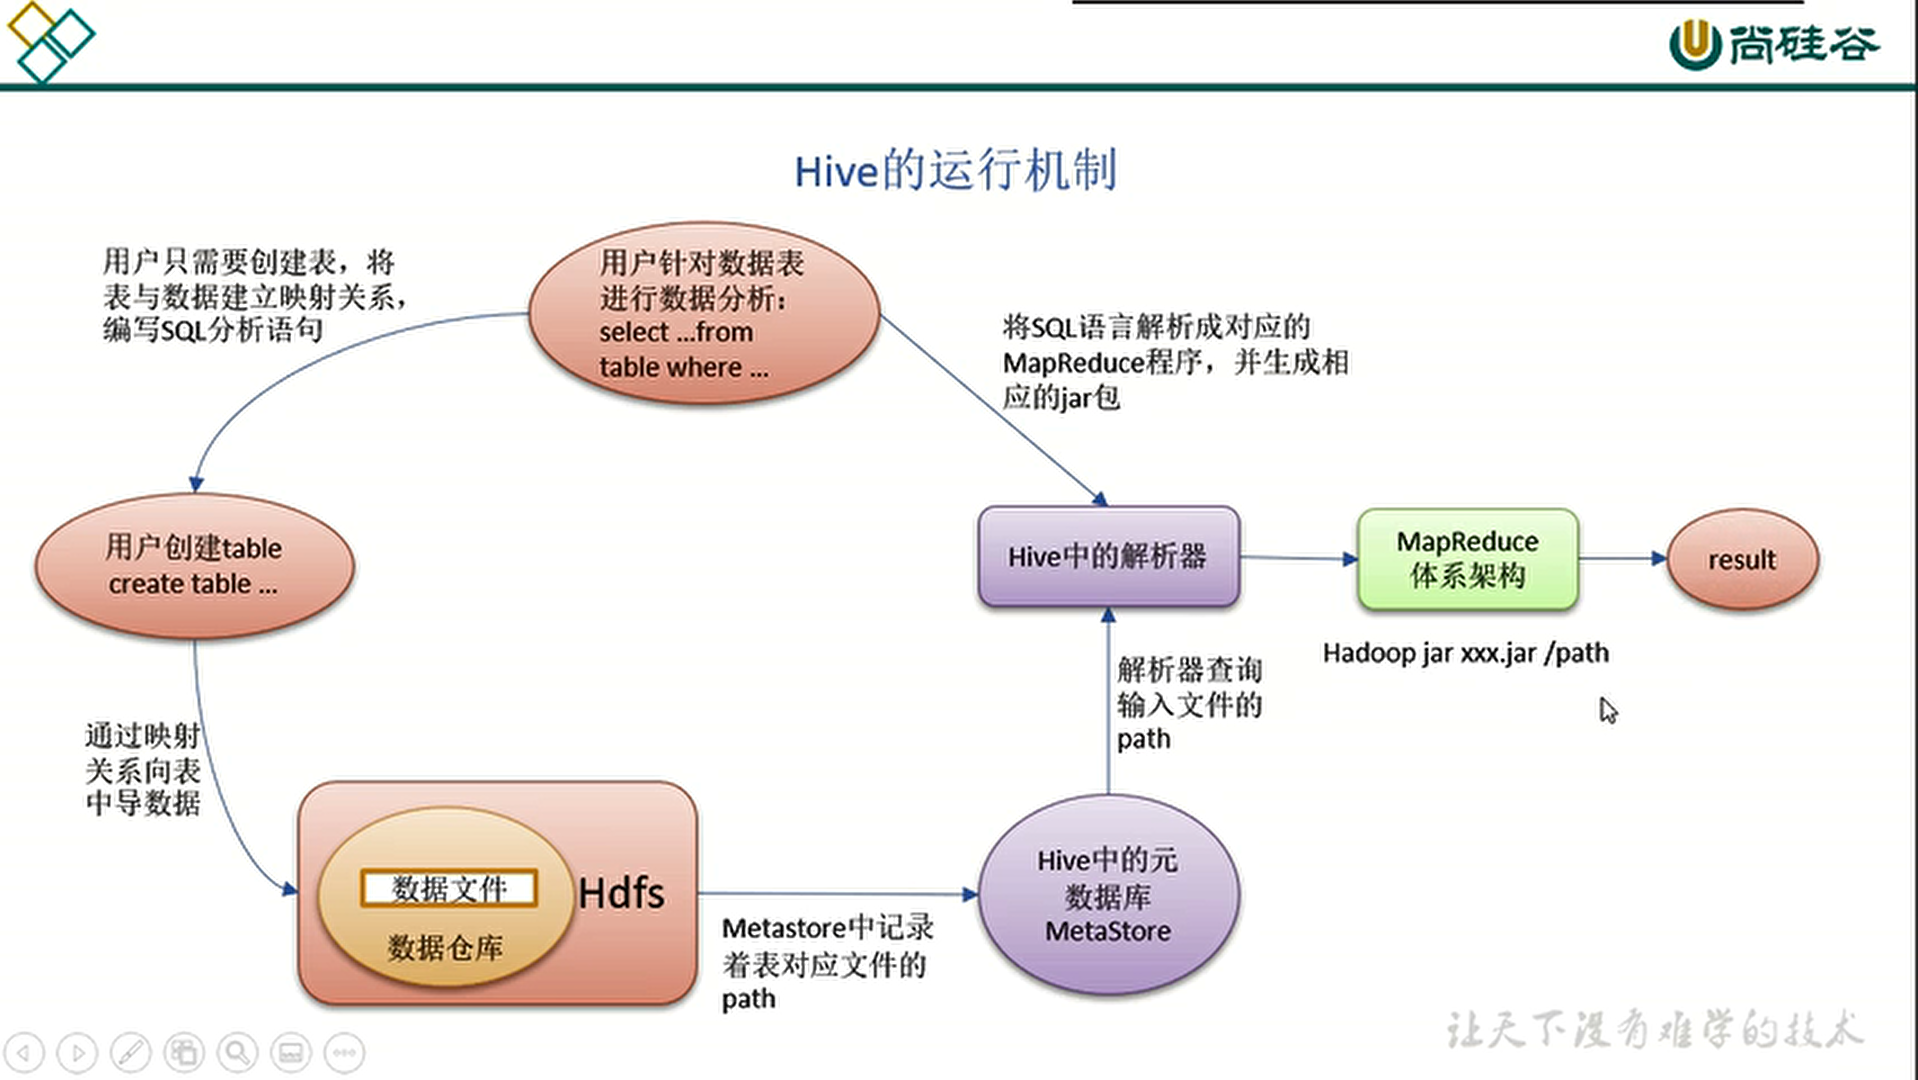 尚硅谷
Hive的运行机制
用户只需要创建表，将
表与数据建立映射关系，
编写SQL分析语句
用户针对数据表
进行数据分析：
select ...from
table where ...
将SQL语言解析成对应的
MapReduce程序，并生成相
应的jar包
用户创建table
create table ...
Hive中的解析器
MapReduce
体系架构
result
Hadoop jar xxx.jar /path
解析器查询
输入文件的
path
通过映射
关系向表
中导数据
数据文件
数据仓库
Hdfs
Metastore中记录
着表对应文件的
path
Hive中的元
数据库
MetaStore
让天下没有难学的技术